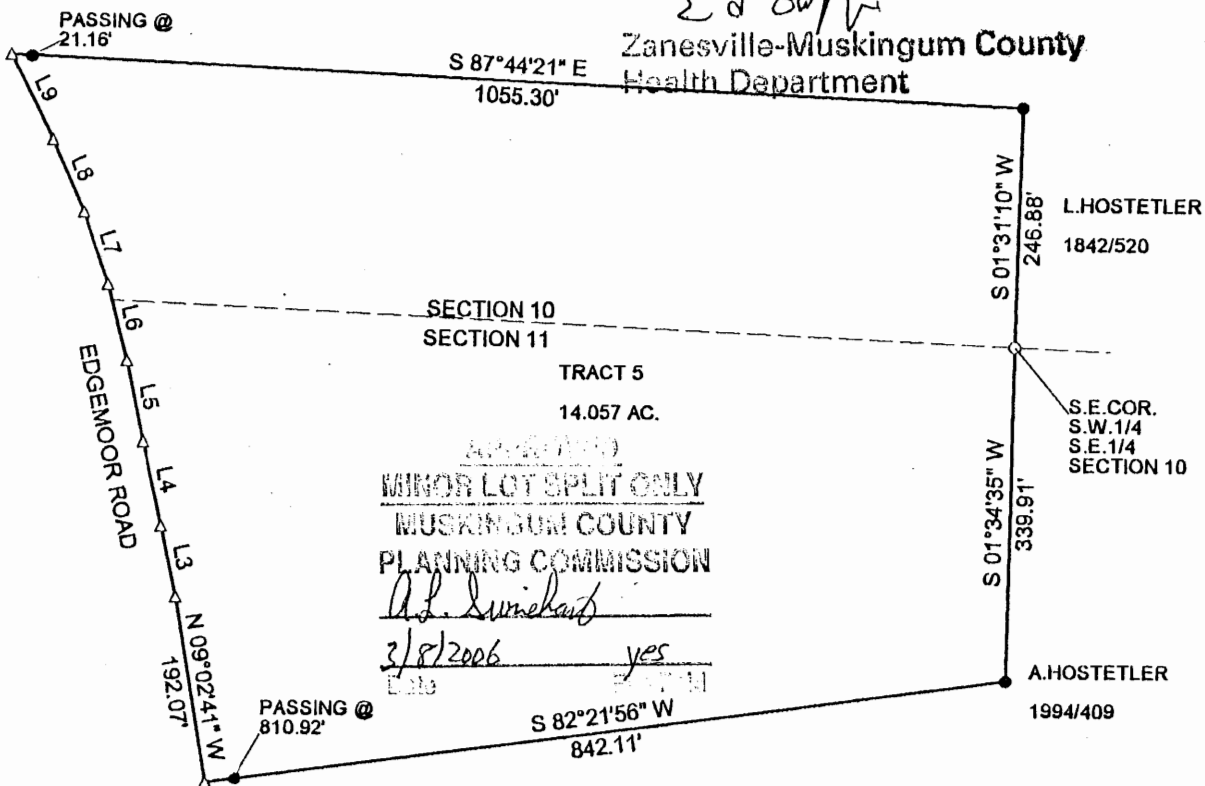 PASSING @
21.16'
Zanesville-Muskingum County
Health Department
S 87°44'21" E
1055.30'
L9
L8
L7
L6
L5
L4
L3
EDGEMOOR ROAD
N 09°02'41" W
192.07'
S 01°31'10" W
246.88'
L.HOSTETLER
1842/520
SECTION 10
SECTION 11
TRACT 5
14.057 AC.
S.E.COR.
S.W.1/4
S.E.1/4
SECTION 10
S 01°34'35" W
339.91'
MINOR LOT SPLIT ONLY
MUSKINGUM COUNTY
PLANNING COMMISSION
3/8/2006 yes
Date
A.HOSTETLER
1994/409
PASSING @
810.92'
S 82°21'56" W
842.11'